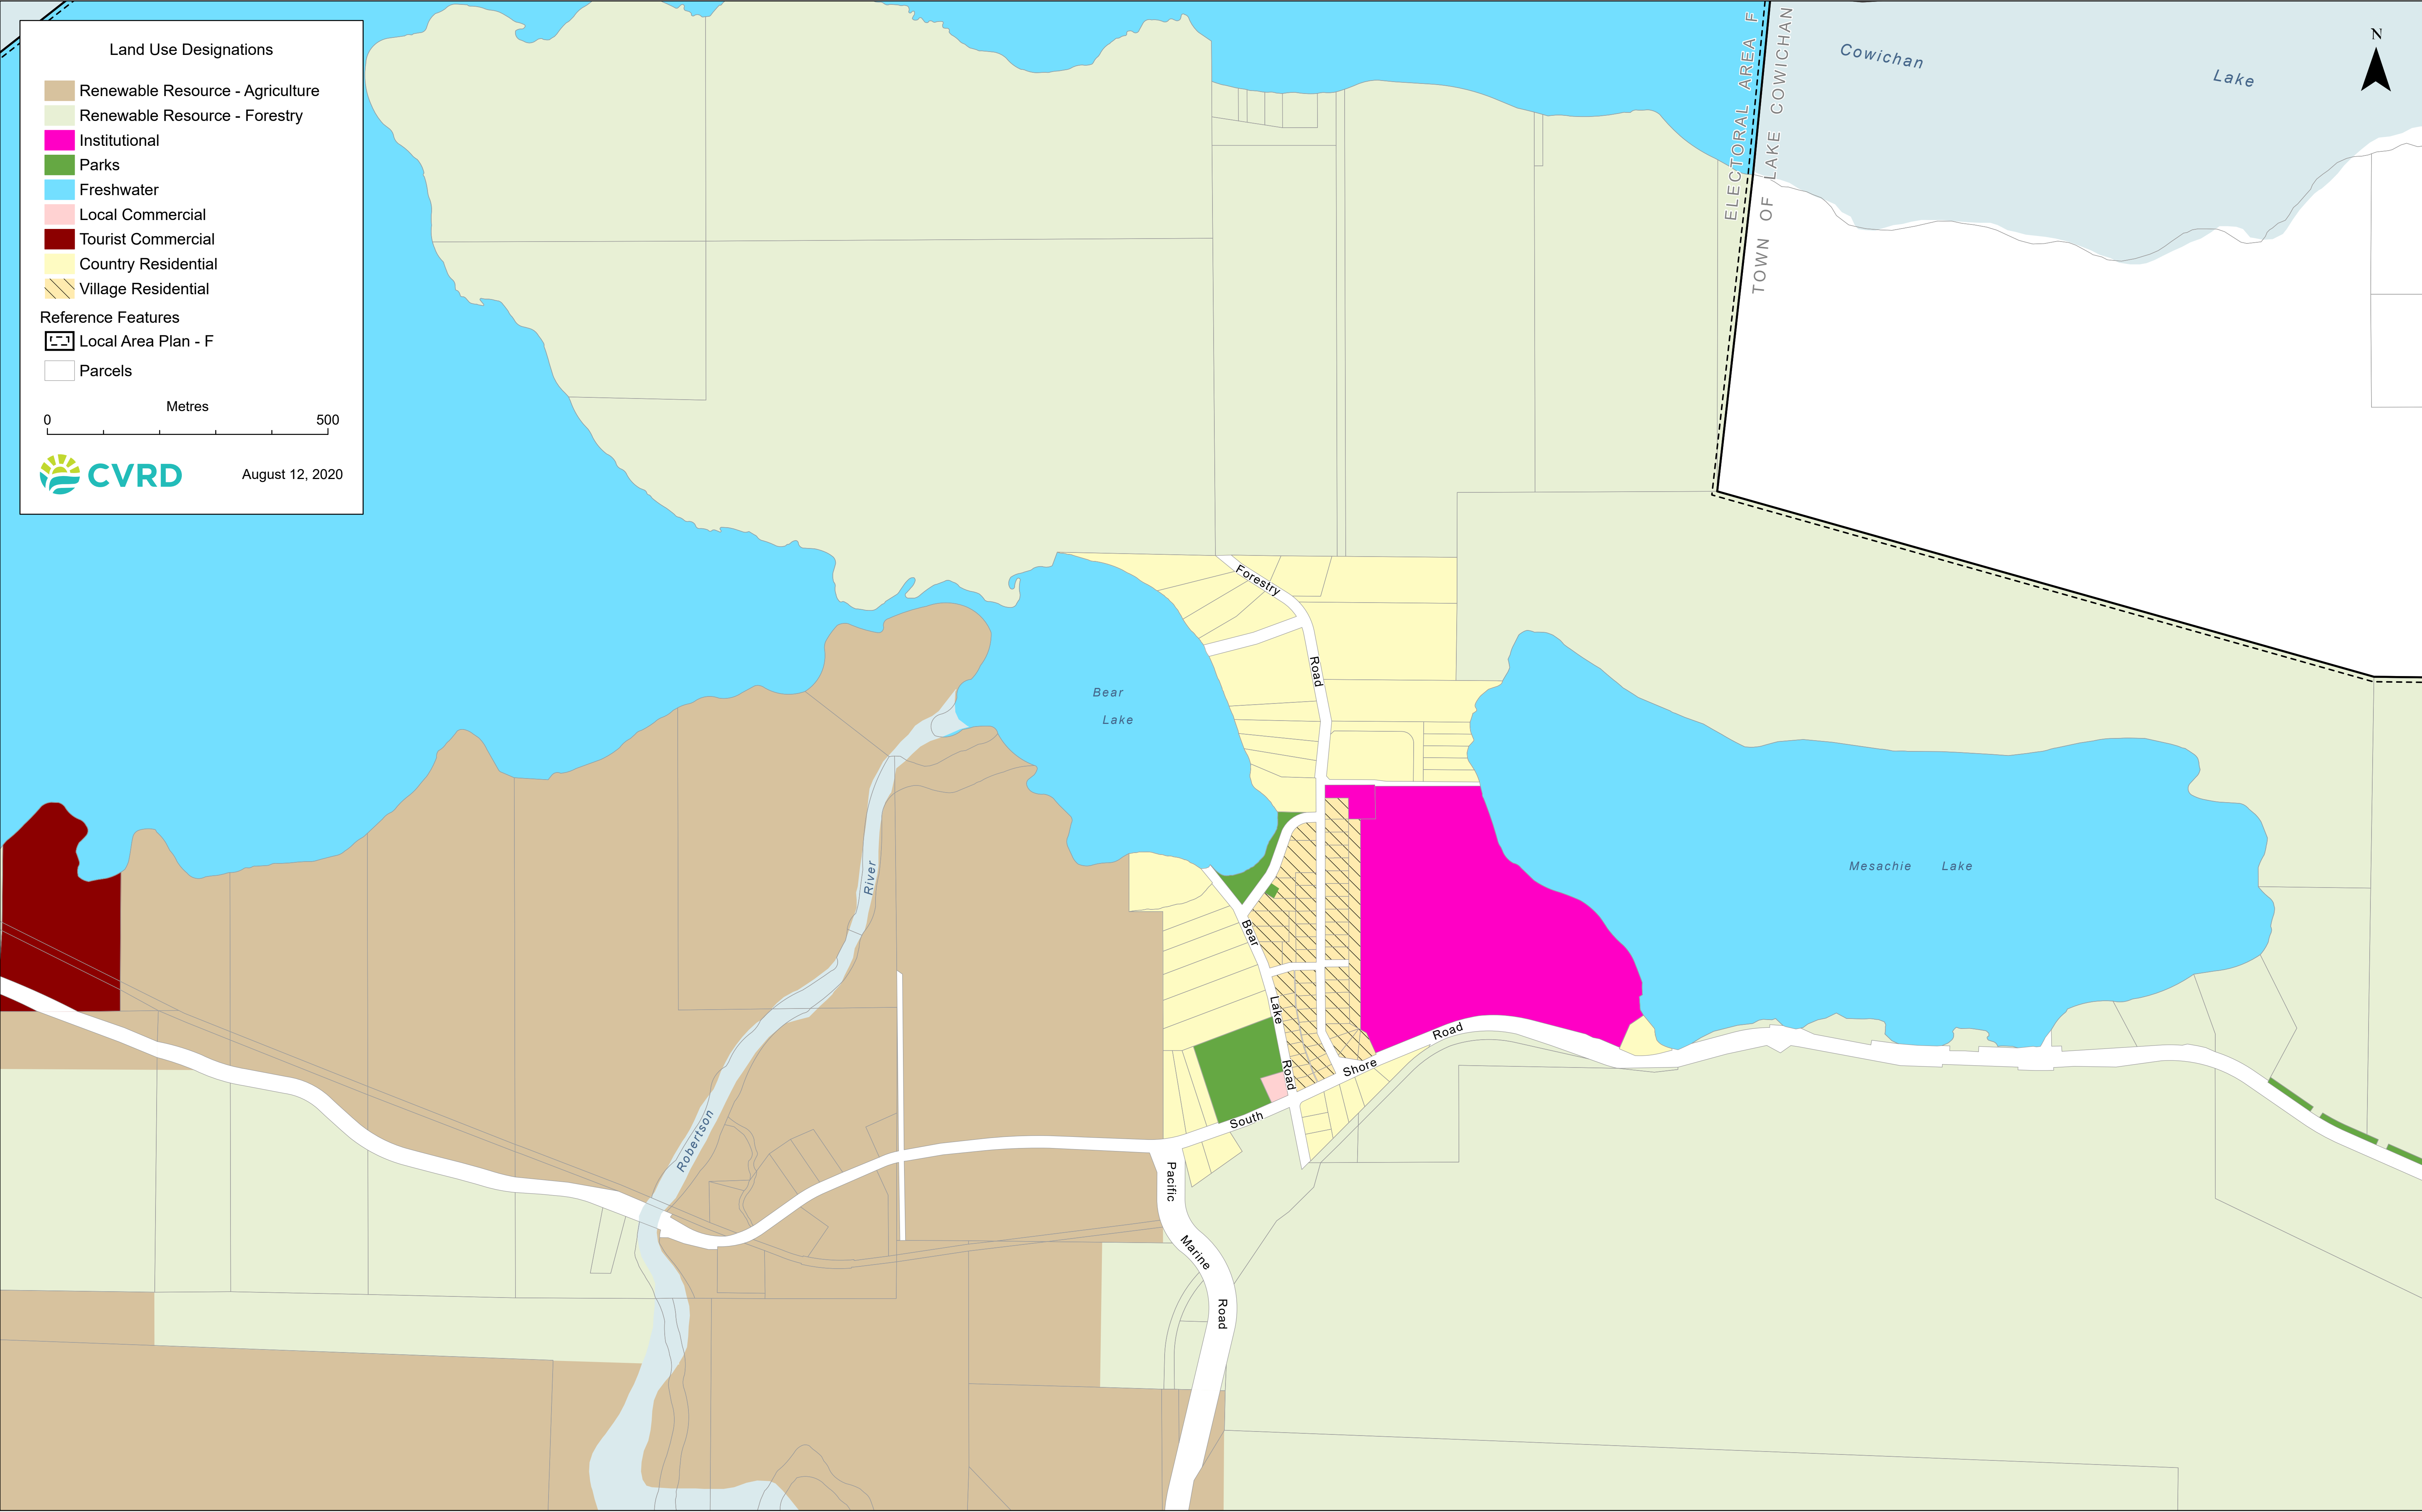 Land Use Designations
Renewable Resource - Agriculture
Renewable Resource - Forestry
Institutional
Parks
Freshwater
Local Commercial
Tourist Commercial
Country Residential
Village Residential
Reference Features
Local Area Plan - F
Parcels
Metres
0 500
CVRD
August 12, 2020
ELECTORAL AREA F
TOWN OF LAKE COWICHAN
Cowichan Lake
N
Forestry Road
Bear
Lake
River
Robertson
Mesachie Lake
Bear Lake Road
South Shore Road
Pacific Marine Road